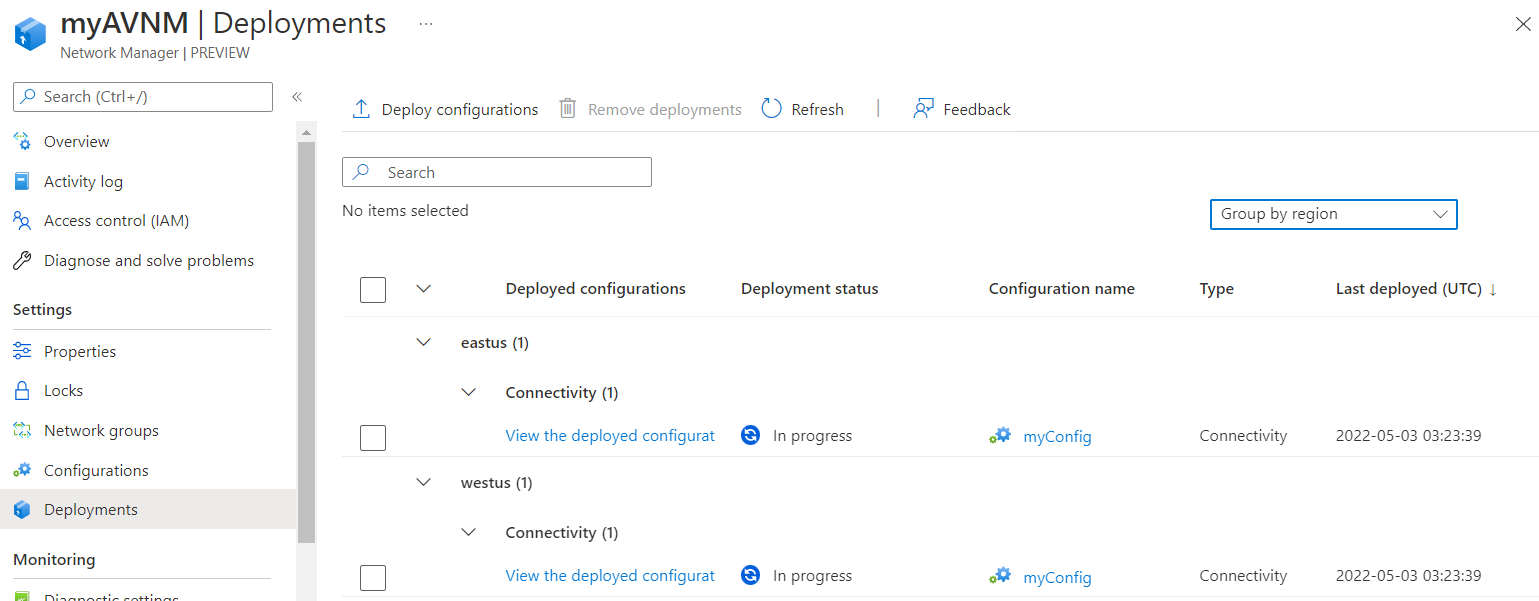 myAVNM | Deployments ...
Network Manager | PREVIEW
Search (Ctrl+/)
«
Overview
Activity log
Access control (IAM)
Diagnose and solve problems
Settings
Properties
Locks
Network groups
Configurations
Deployments
Monitoring
Diagnostic settings
Deploy configurations Remove deployments Refresh | Feedback
Search
No items selected
Group by region
Deployed configurations Deployment status Configuration name Type Last deployed (UTC) ↓
eastus (1)
Connectivity (1)
View the deployed configurat In progress myConfig Connectivity 2022-05-03 03:23:39
westus (1)
Connectivity (1)
View the deployed configurat In progress myConfig Connectivity 2022-05-03 03:23:39